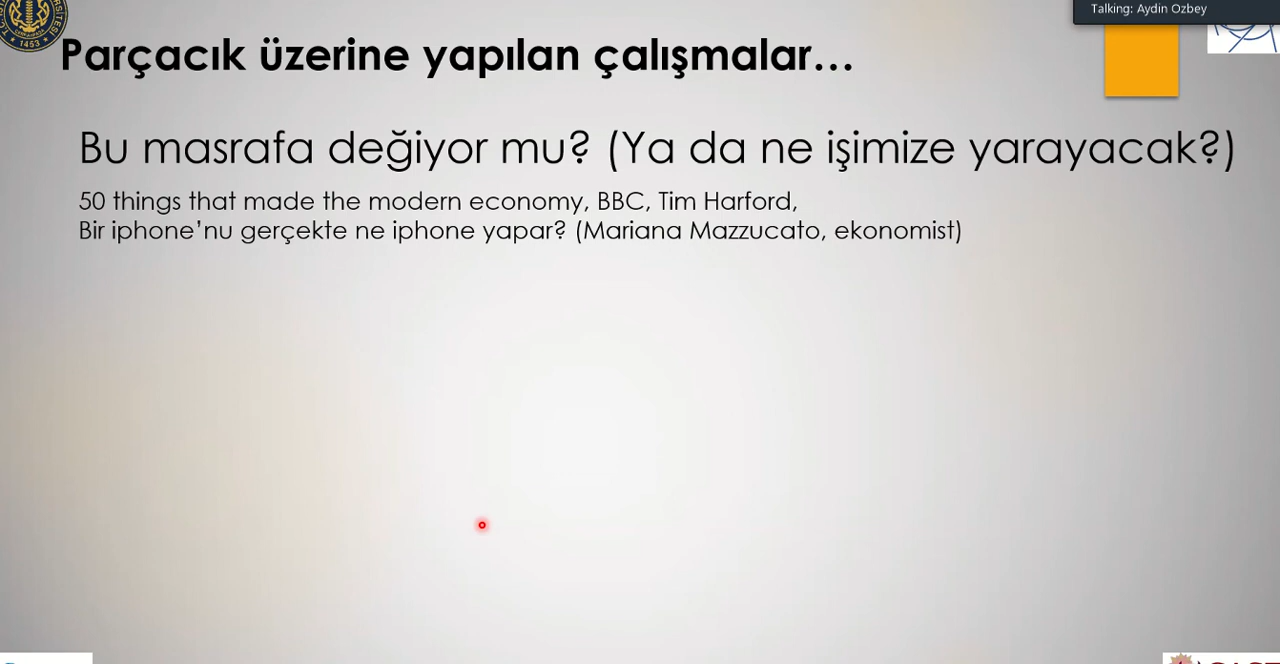 Talking: Aydin Ozbey
1453
Parçacık üzerine yapılan çalışmalar...
Bu masrafa değiyor mu? (Ya da ne işimize yarayacak?)
50 things that made the modern economy, BBC, Tim Harford,
Bir iphone’nu gerçekte ne iphone yapar? (Mariana Mazzucato, ekonomist)